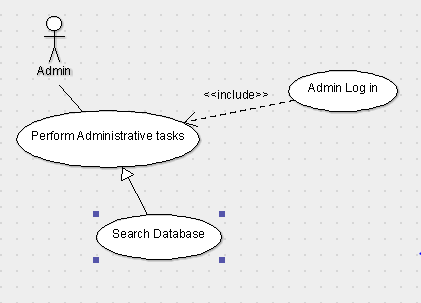 Admin
Admin Log in
<<include>>
Perform Administrative tasks
Search Database